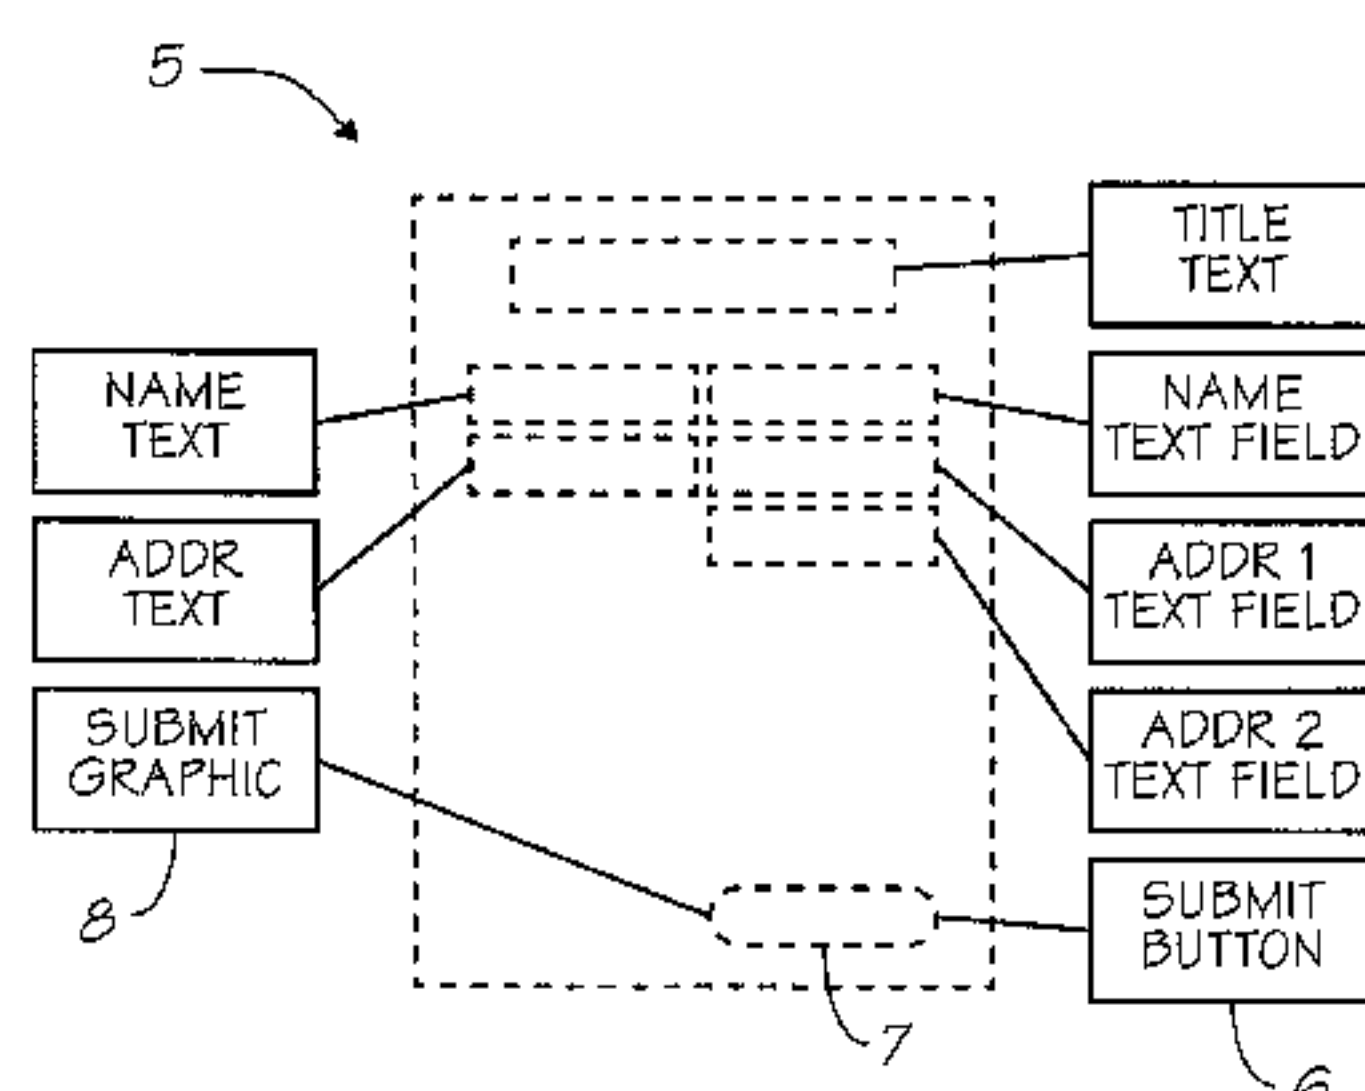 5
TITLE
TEXT
NAME
TEXT
NAME
TEXT FIELD
ADDR
TEXT
ADDR 1
TEXT FIELD
SUBMIT
GRAPHIC
ADDR 2
TEXT FIELD
8
SUBMIT
BUTTON
7
6